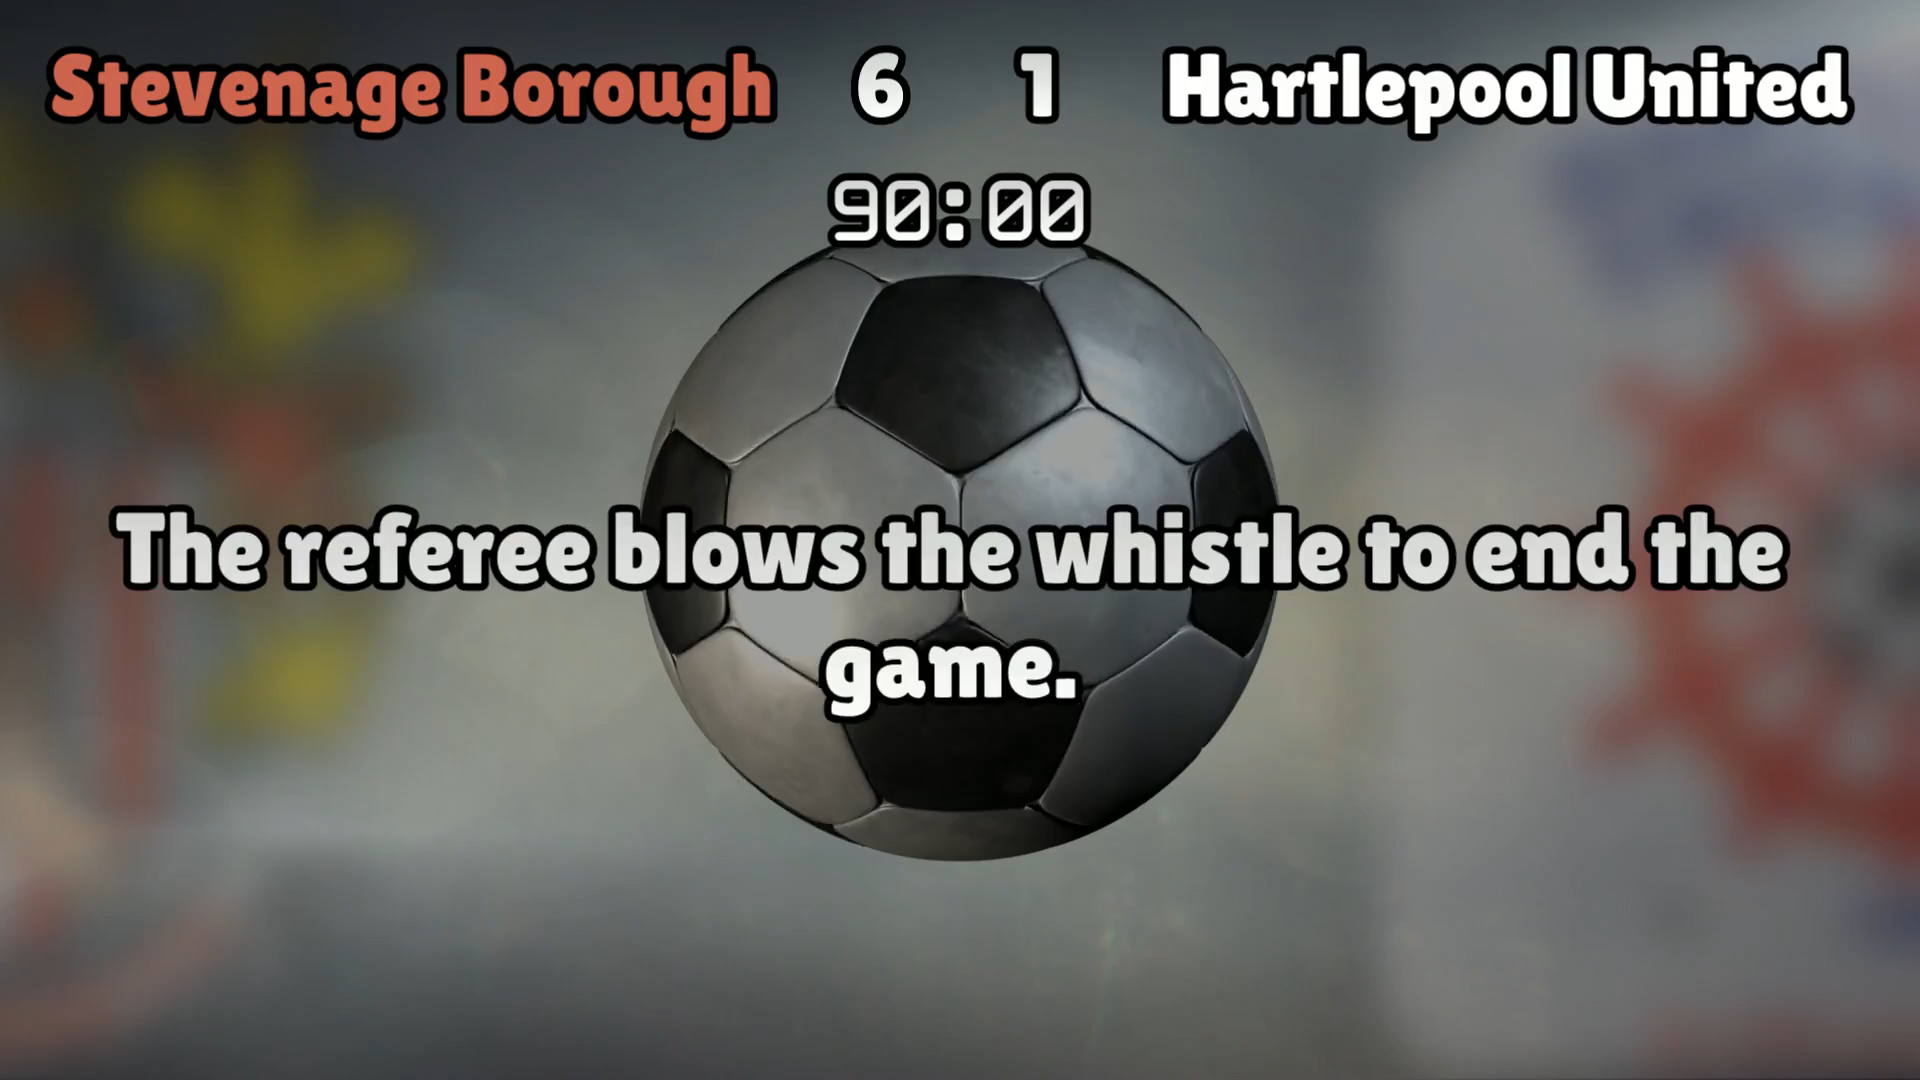 Stevenage Borough 6 1 Hartlepool United
90:00
The referee blows the whistle to end the
game.